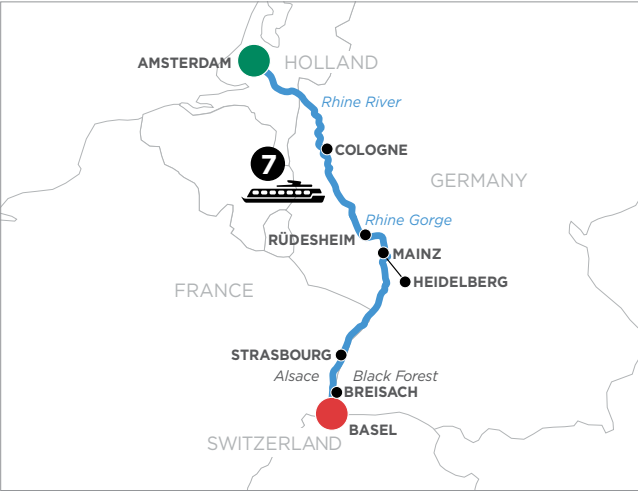 AMSTERDAM
HOLLAND
Rhine River
COLOGNE
7
GERMANY
Rhine Gorge
RÜDESHEIM
MAINZ
HEIDELBERG
FRANCE
STRASBOURG
Alsace
Black Forest
BREISACH
BASEL
SWITZERLAND